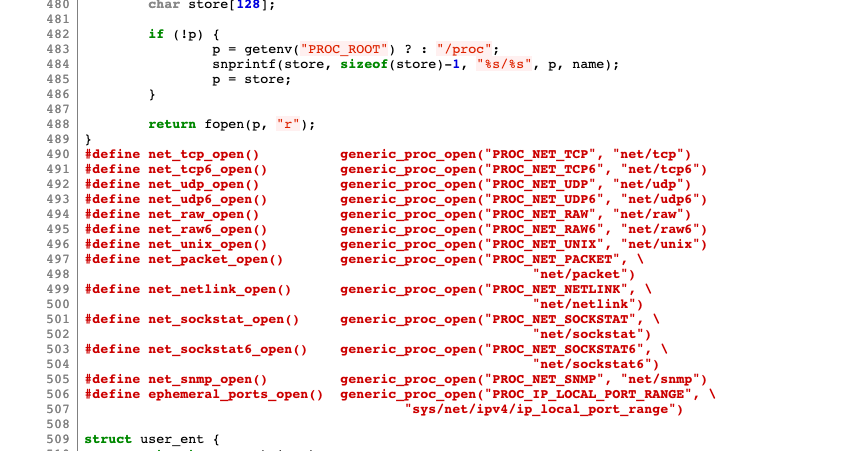 480 char store[128];
481
482 if (!p) {
483 p = getenv("PROC_ROOT") ? : "/proc";
484 snprintf(store, sizeof(store)-1, "%s/%s", p, name);
485 p = store;
486 }
487
488 return fopen(p, "r");
489 }
490 #define net_tcp_open() generic_proc_open("PROC_NET_TCP", "net/tcp")
491 #define net_tcp6_open() generic_proc_open("PROC_NET_TCP6", "net/tcp6")
492 #define net_udp_open() generic_proc_open("PROC_NET_UDP", "net/udp")
493 #define net_udp6_open() generic_proc_open("PROC_NET_UDP6", "net/udp6")
494 #define net_raw_open() generic_proc_open("PROC_NET_RAW", "net/raw")
495 #define net_raw6_open() generic_proc_open("PROC_NET_RAW6", "net/raw6")
496 #define net_unix_open() generic_proc_open("PROC_NET_UNIX", "net/unix")
497 #define net_packet_open() generic_proc_open("PROC_NET_PACKET", \
498 "net/packet")
499 #define net_netlink_open() generic_proc_open("PROC_NET_NETLINK", \
500 "net/netlink")
501 #define net_sockstat_open() generic_proc_open("PROC_NET_SOCKSTAT", \
502 "net/sockstat")
503 #define net_sockstat6_open() generic_proc_open("PROC_NET_SOCKSTAT6", \
504 "net/sockstat6")
505 #define net_snmp_open() generic_proc_open("PROC_NET_SNMP", "net/snmp")
506 #define ephemeral_ports_open() generic_proc_open("PROC_IP_LOCAL_PORT_RANGE", \
507 "sys/net/ipv4/ip_local_port_range")
508
509 struct user_ent {